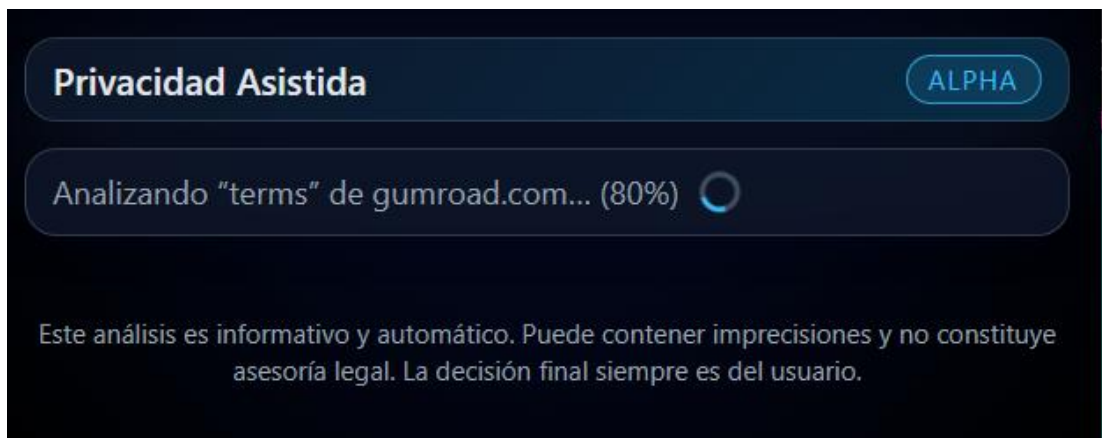 Privacidad Asistida
ALPHA
Analizando “terms” de gumroad.com... (80%)
Este análisis es informativo y automático. Puede contener imprecisiones y no constituye
asesoría legal. La decisión final siempre es del usuario.